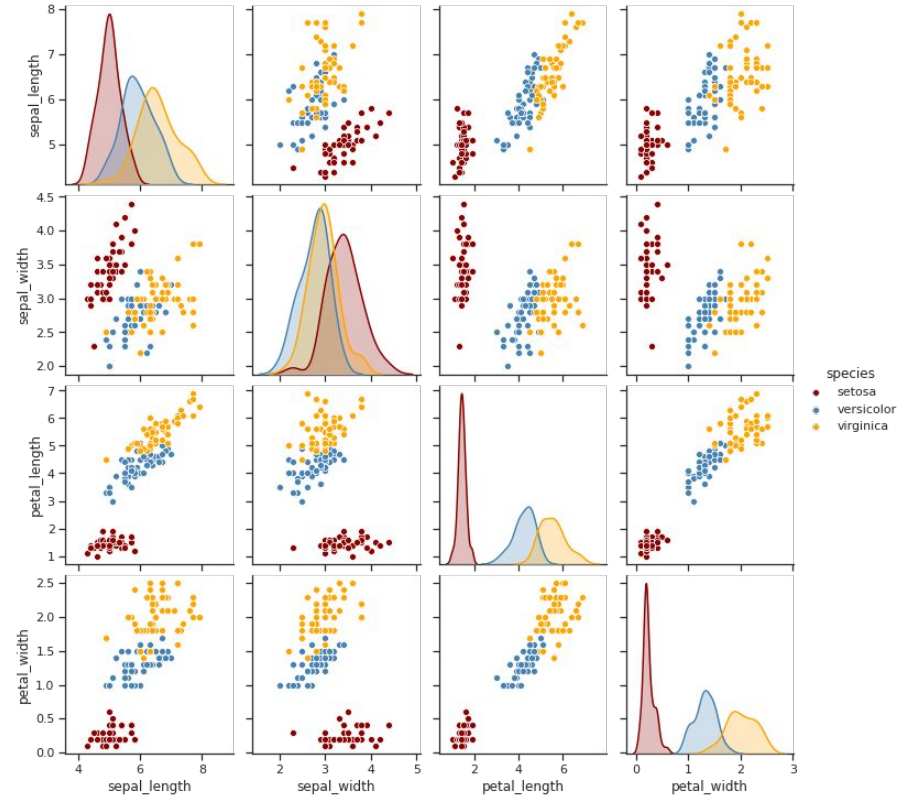 8
7
6
5
sepal_length
4.5
4.0
3.5
3.0
2.5
2.0
sepal_width
species
setosa
versicolor
virginica
7
6
5
4
3
2
1
petal_length
2.5
2.0
1.5
1.0
0.5
0.0
petal_width
4 6 8 2 3 4 5 2 4 6 0 1 2 3
sepal_length sepal_width petal_length petal_width